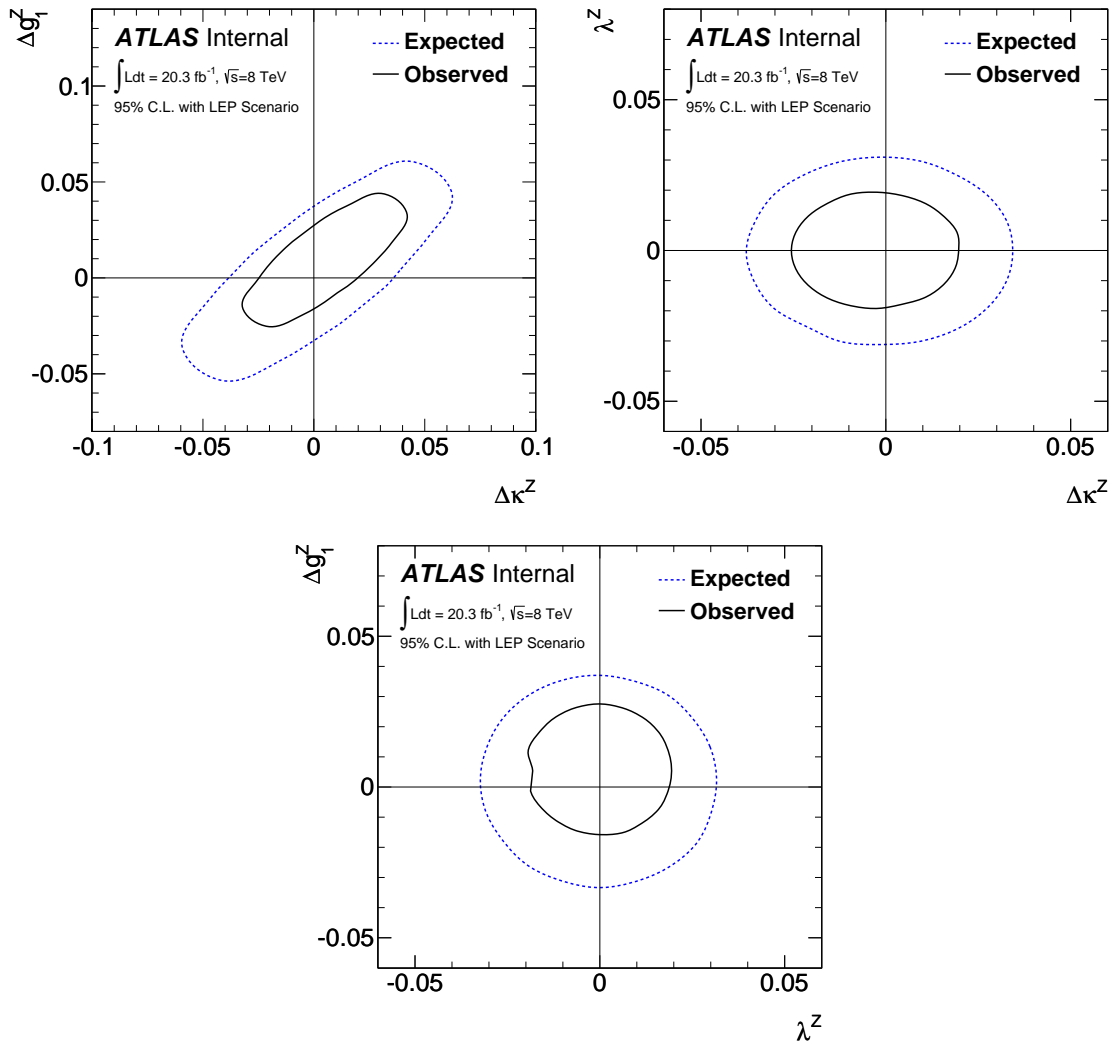 Δg₁ᶻ
ATLAS Internal
∫Ldt = 20.3 fb⁻¹, √s=8 TeV
95% C.L. with LEP Scenario
Expected
Observed
0.1
0.05
0
-0.05
-0.1 -0.05 0 0.05 0.1
Δκᶻ
λᶻ
ATLAS Internal
∫Ldt = 20.3 fb⁻¹, √s=8 TeV
95% C.L. with LEP Scenario
Expected
Observed
0.05
0
-0.05
-0.05 0 0.05
Δκᶻ
Δg₁ᶻ
ATLAS Internal
∫Ldt = 20.3 fb⁻¹, √s=8 TeV
95% C.L. with LEP Scenario
Expected
Observed
0.05
0
-0.05
-0.05 0 0.05
λᶻ